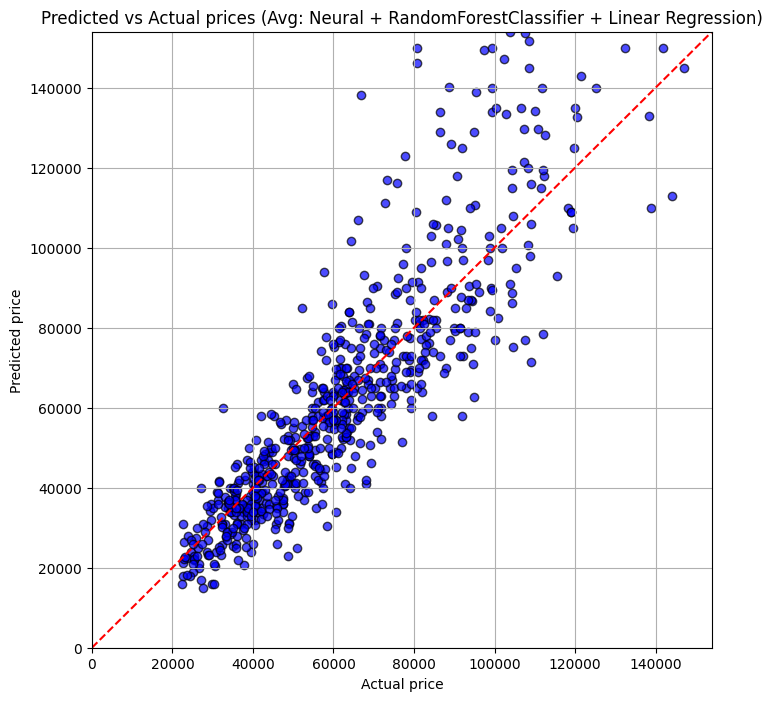 Predicted vs Actual prices (Avg: Neural + RandomForestClassifier + Linear Regression)
140000
120000
100000
80000
60000
40000
20000
0
Predicted price
0 20000 40000 60000 80000 100000 120000 140000
Actual price